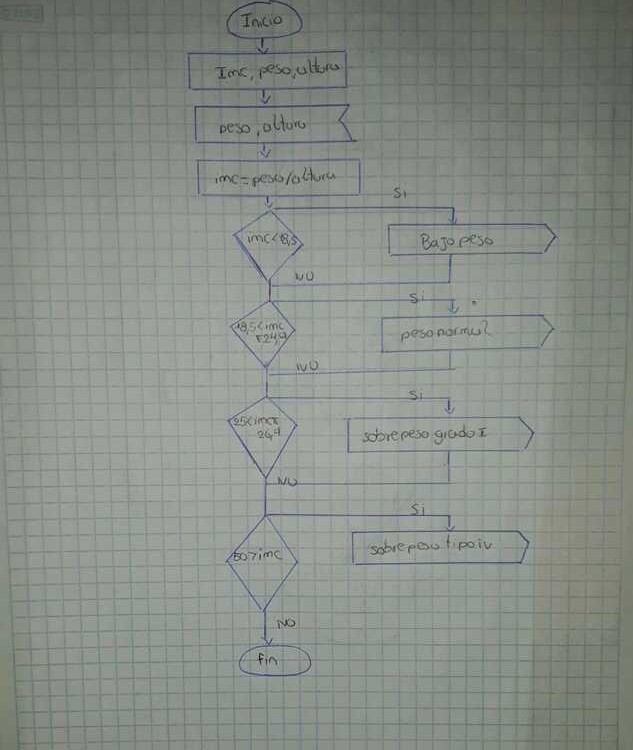 Inicio
Imc, peso, altura
peso, altura
imc=peso/altura
Si
imc<18,5
Bajo peso
NO
Si
18,5<imc
<24,9
peso normal
NO
Si
25<imc<
sobrepeso grado I
NO
Si
50>imc
sobrepeso tipo iv
NO
fin